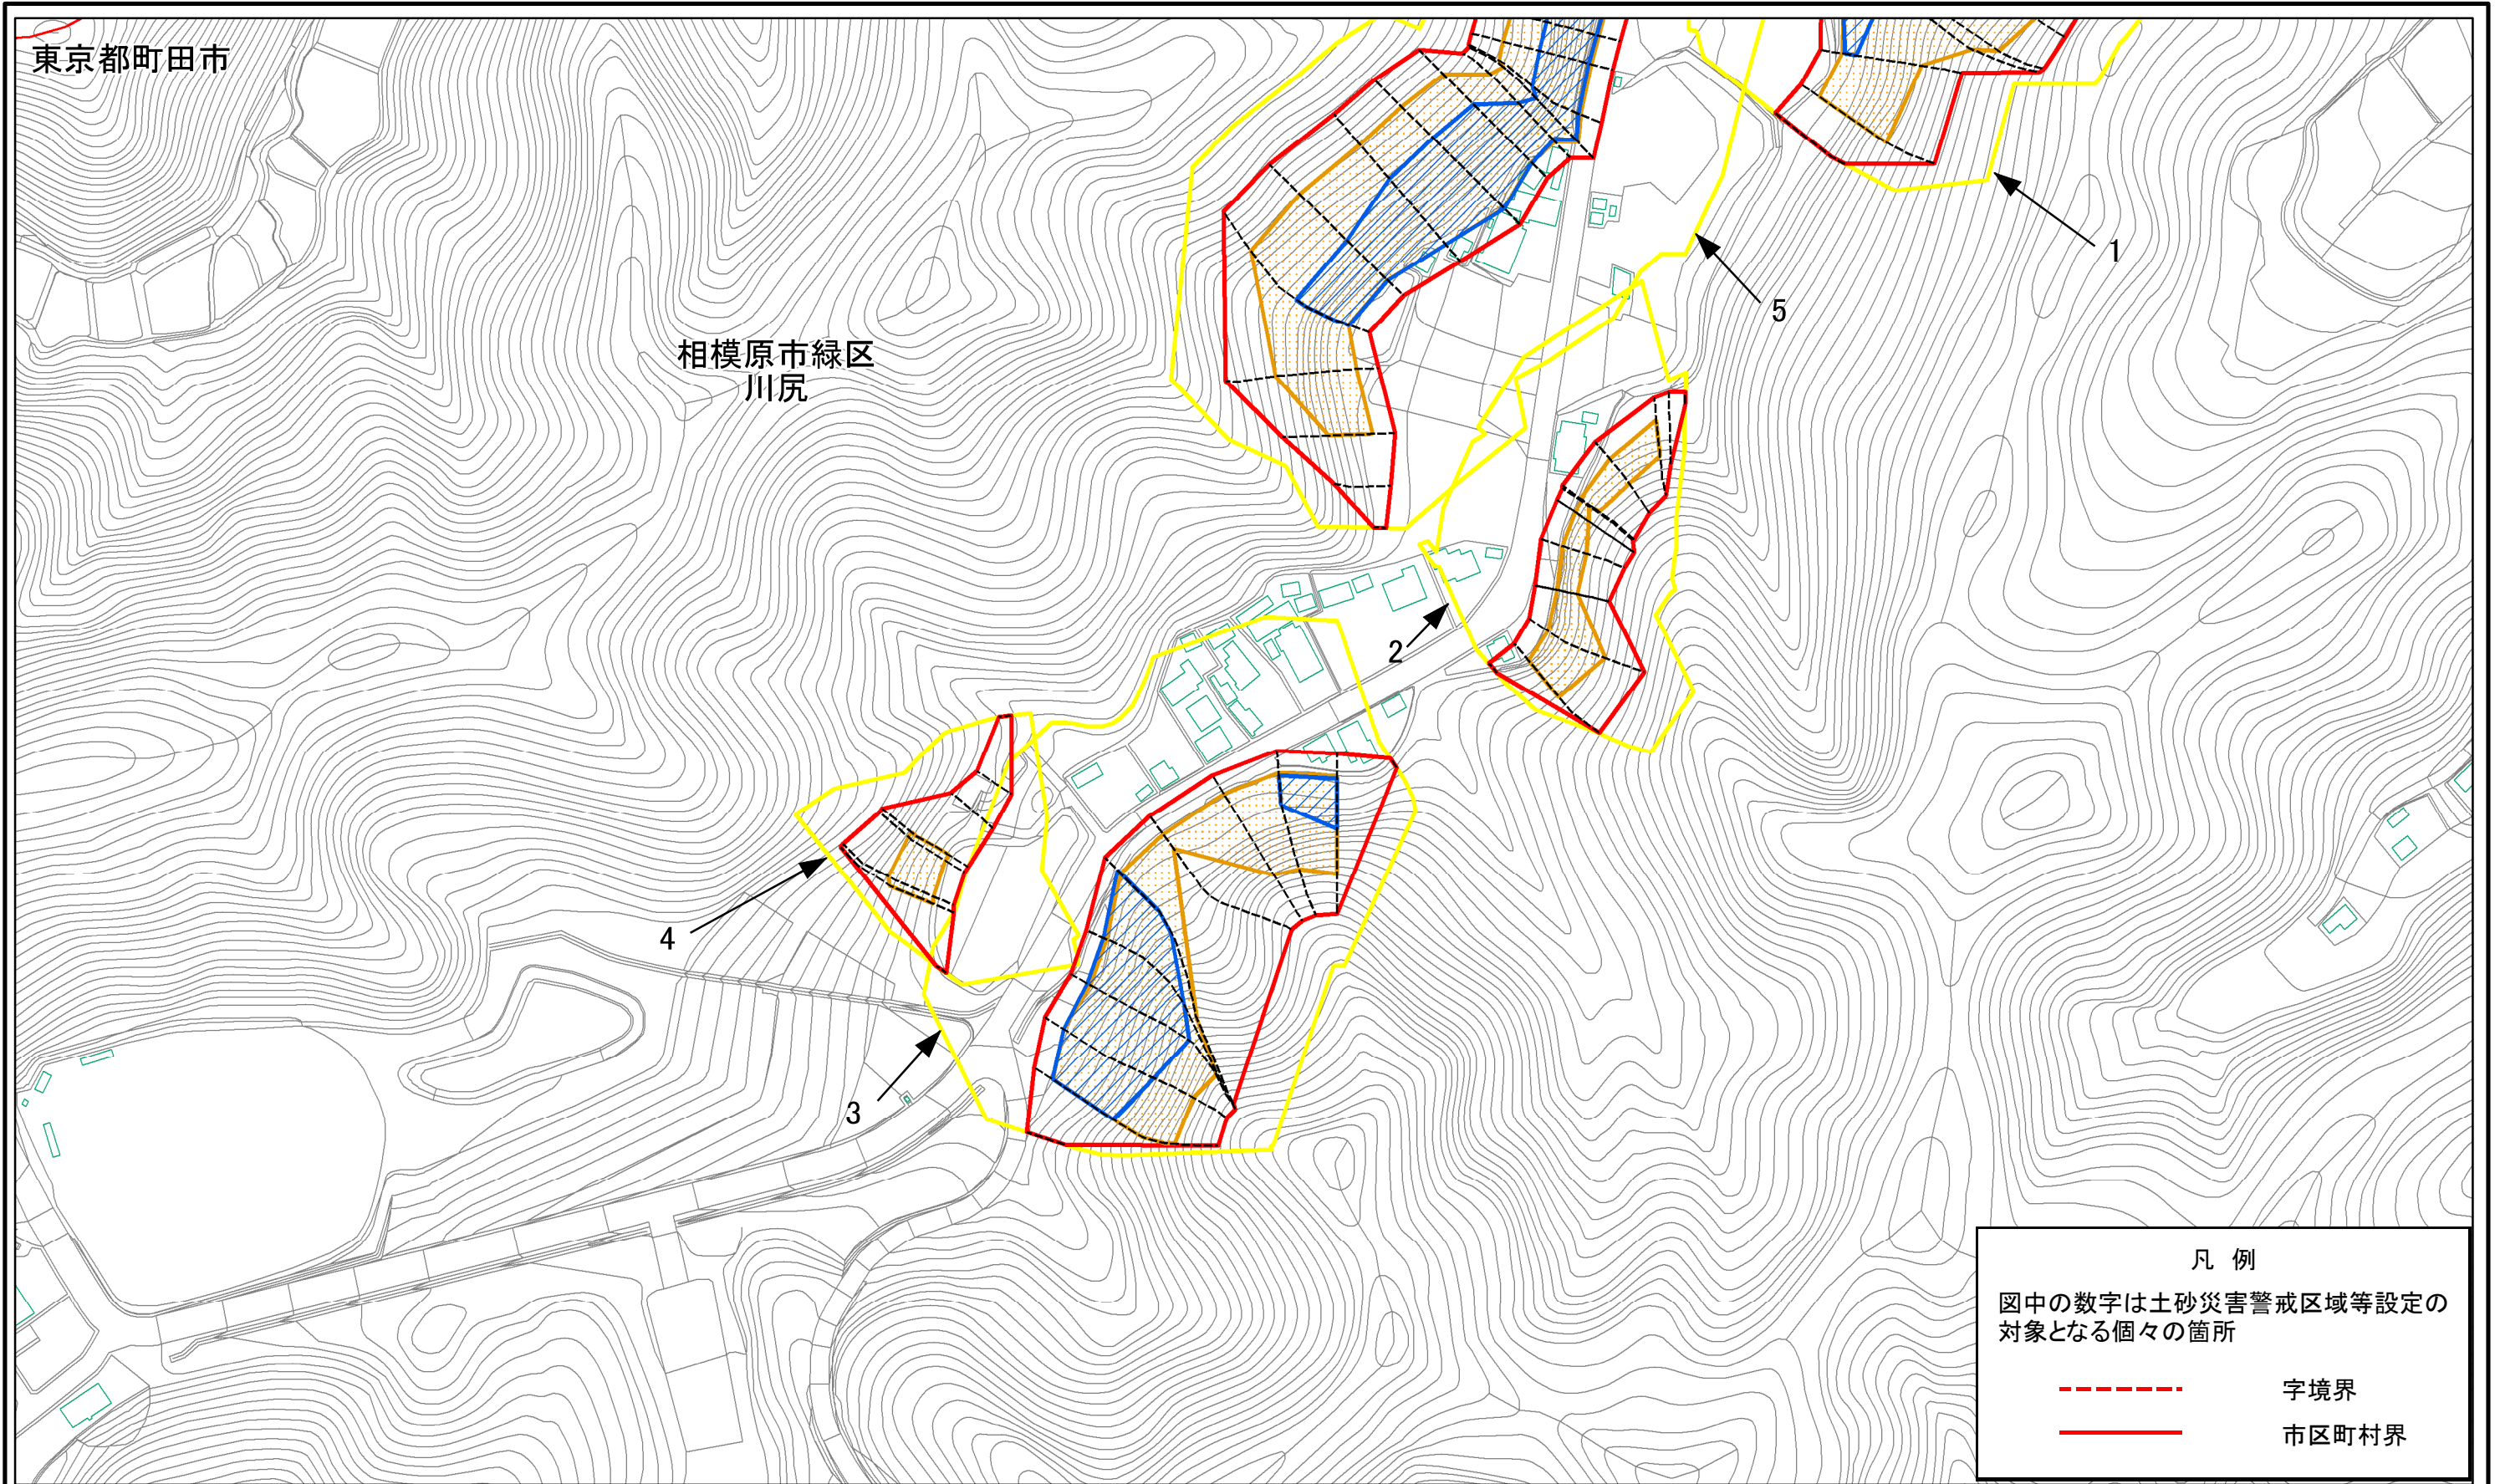 東京都町田市
相模原市緑区
川尻
1
5
2
4
3
凡 例
図中の数字は土砂災害警戒区域等設定の
対象となる個々の箇所
字境界
市区町村界